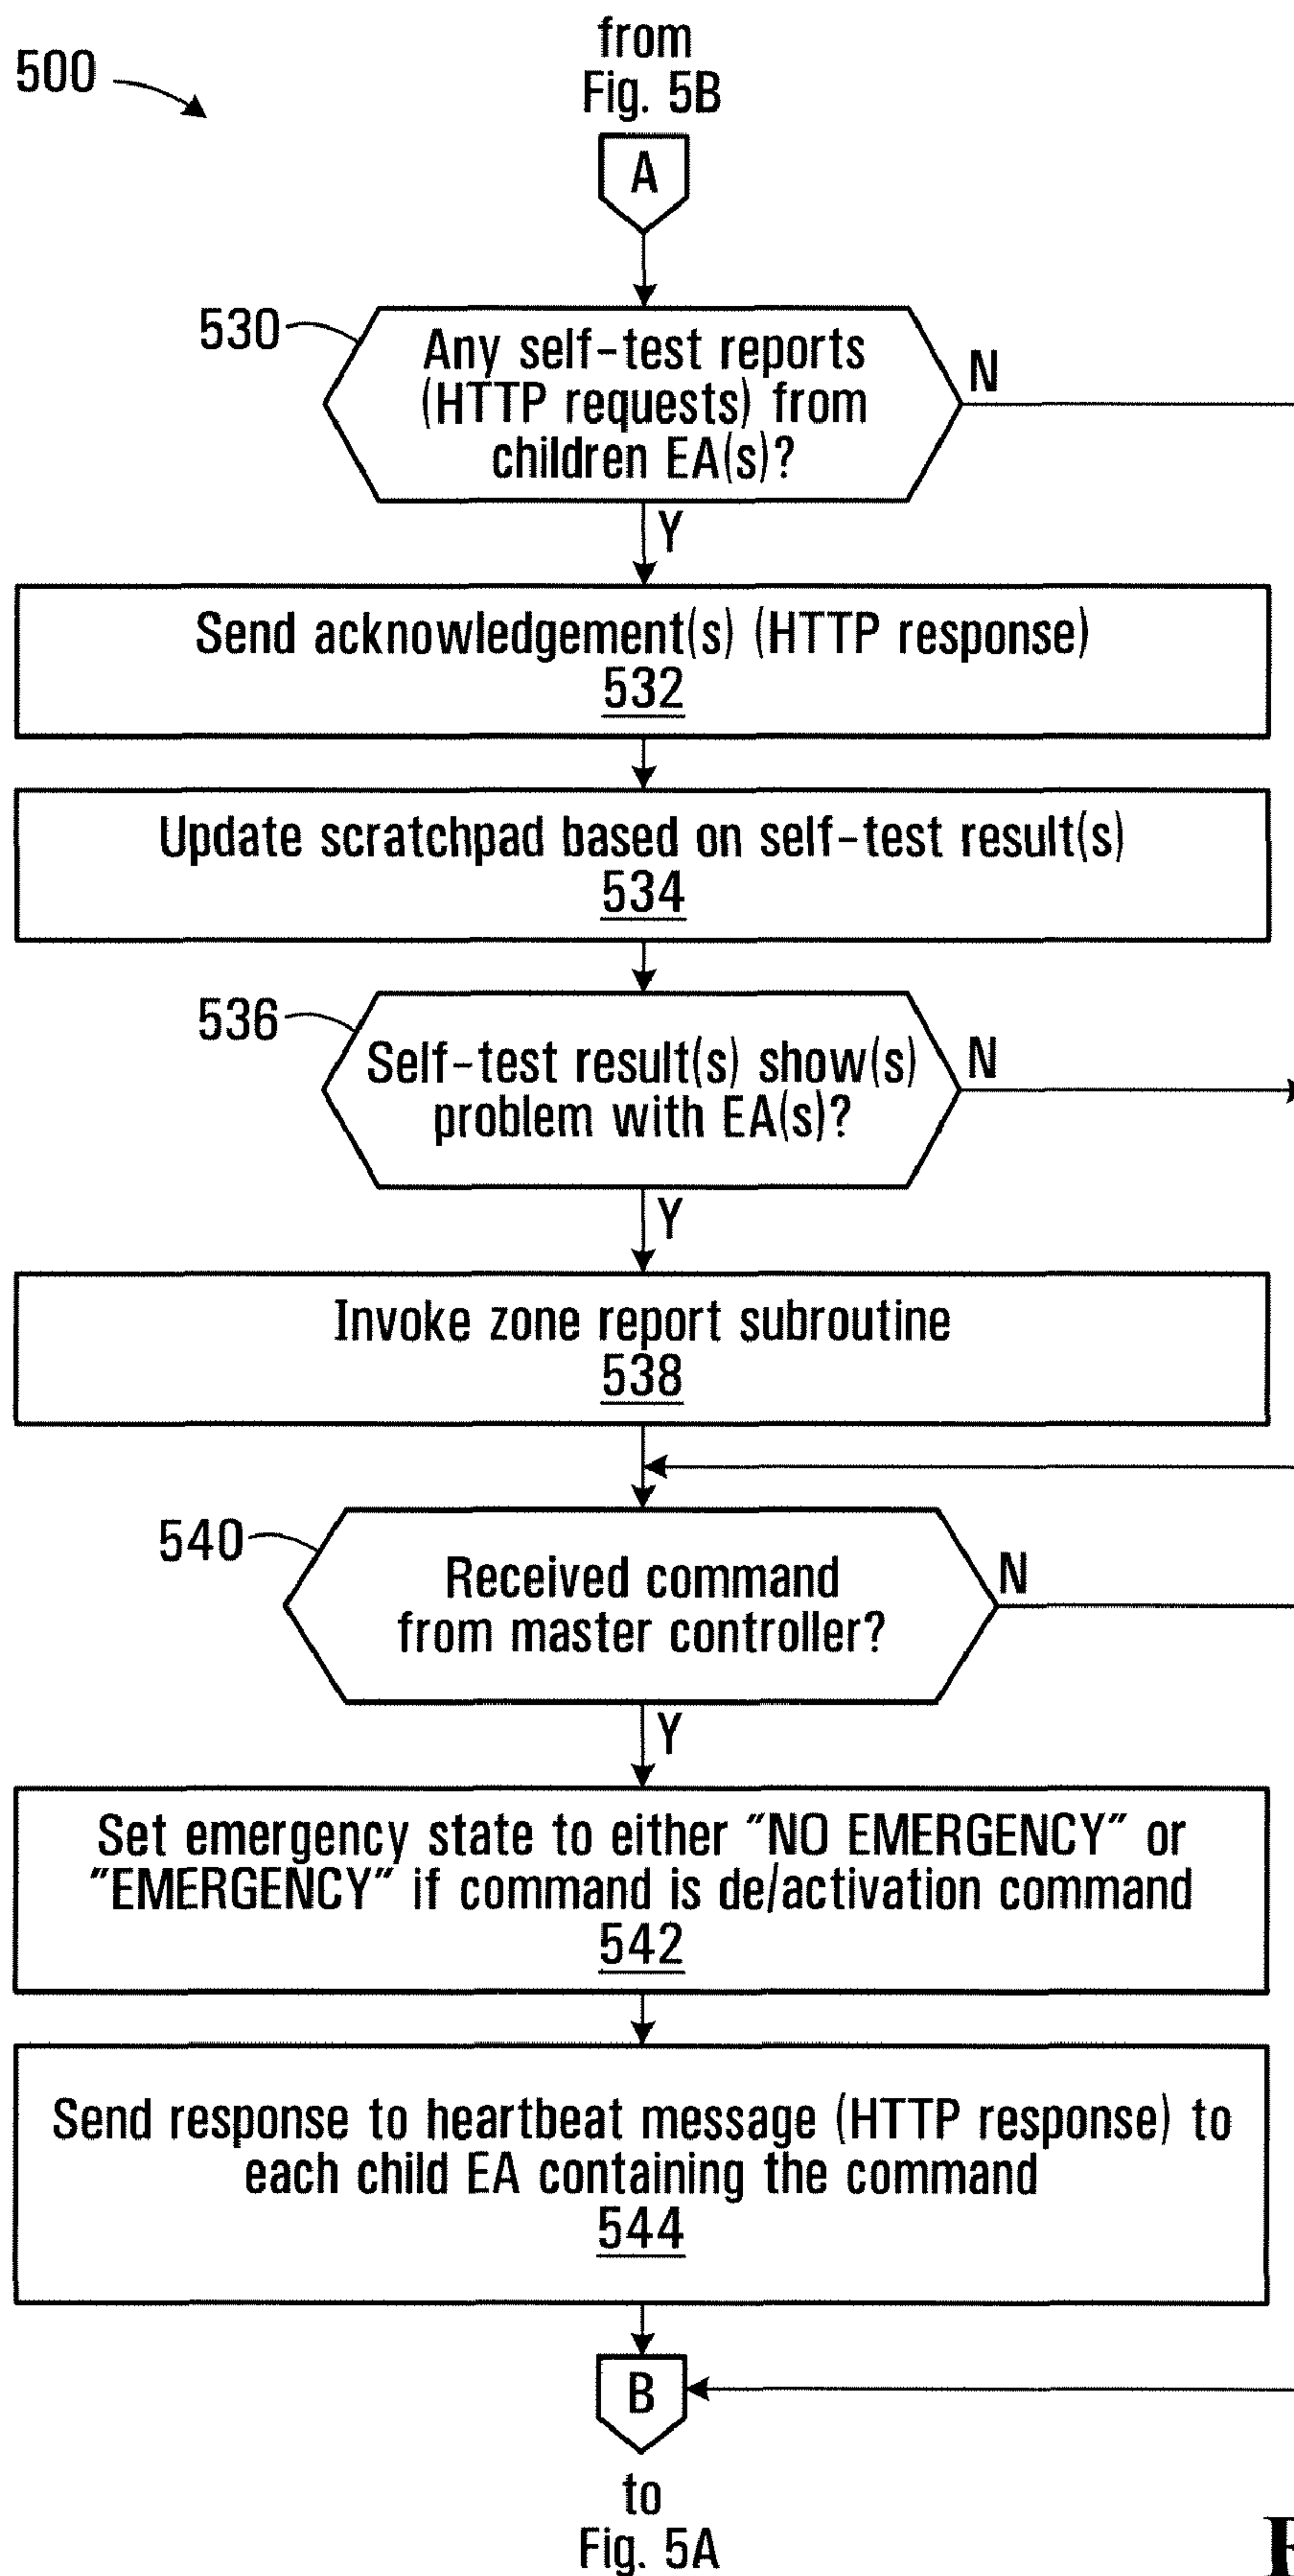 500
from
Fig. 5B
A
530
Any self-test reports
(HTTP requests) from
children EA(s)?
N
Y
Send acknowledgement(s) (HTTP response)
532
Update scratchpad based on self-test result(s)
534
536
Self-test result(s) show(s)
problem with EA(s)?
N
Y
Invoke zone report subroutine
538
540
Received command
from master controller?
N
Y
Set emergency state to either "NO EMERGENCY" or
"EMERGENCY" if command is de/activation command
542
Send response to heartbeat message (HTTP response) to
each child EA containing the command
544
B
to
Fig. 5A